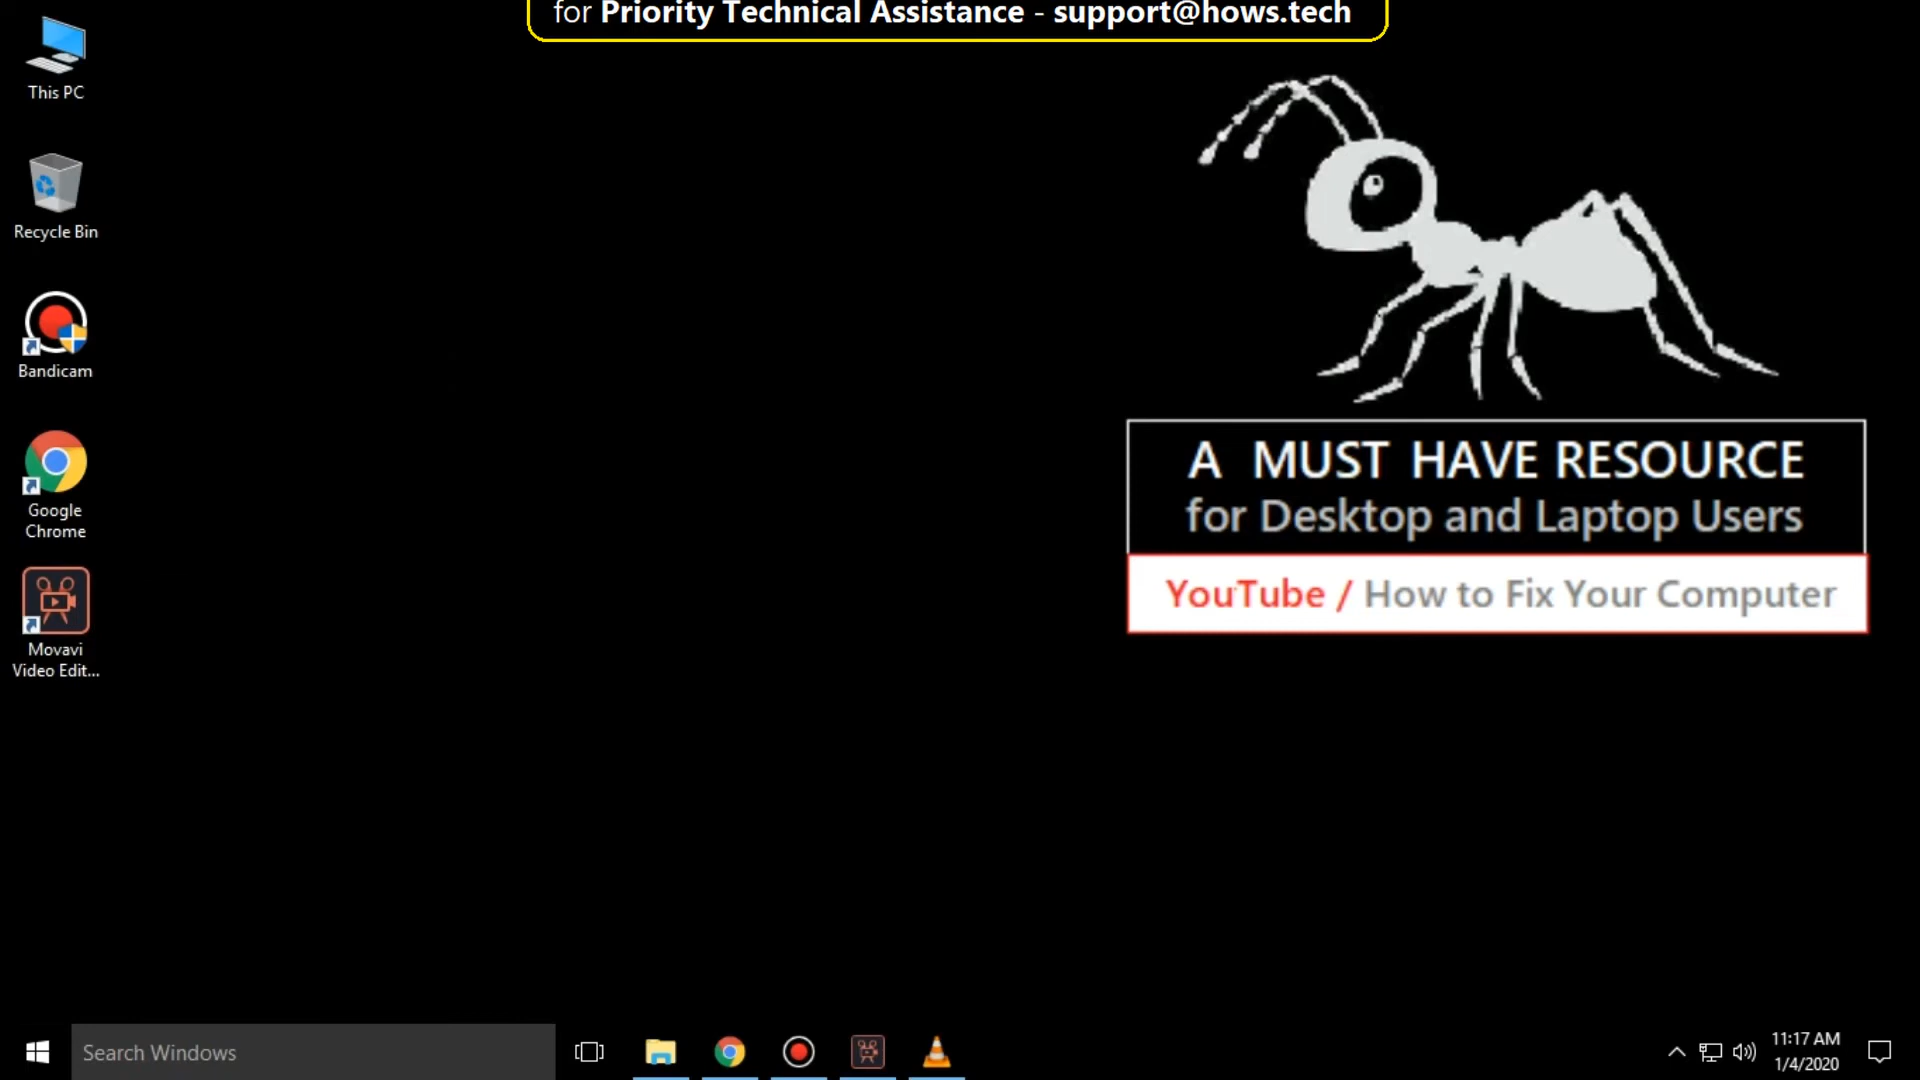 for Priority Technical Assistance - support@hows.tech
This PC
Recycle Bin
Bandicam
Google
Chrome
Movavi
Video Edit...
A MUST HAVE RESOURCE
for Desktop and Laptop Users
YouTube / How to Fix Your Computer
Search Windows
11:17 AM
1/4/2020